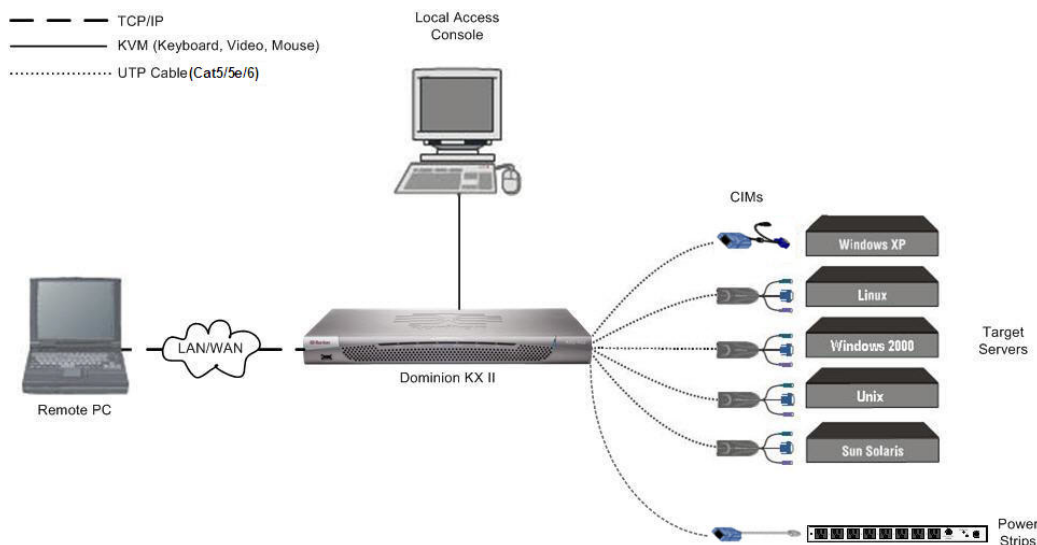 TCP/IP
KVM (Keyboard, Video, Mouse)
UTP Cable(Cat5/5e/6)
Local Access
Console
CIMs
Windows XP
Linux
Windows 2000
Unix
Sun Solaris
Target
Servers
LAN/WAN
Raritan
Dominion KX II
Remote PC
Power
Strips